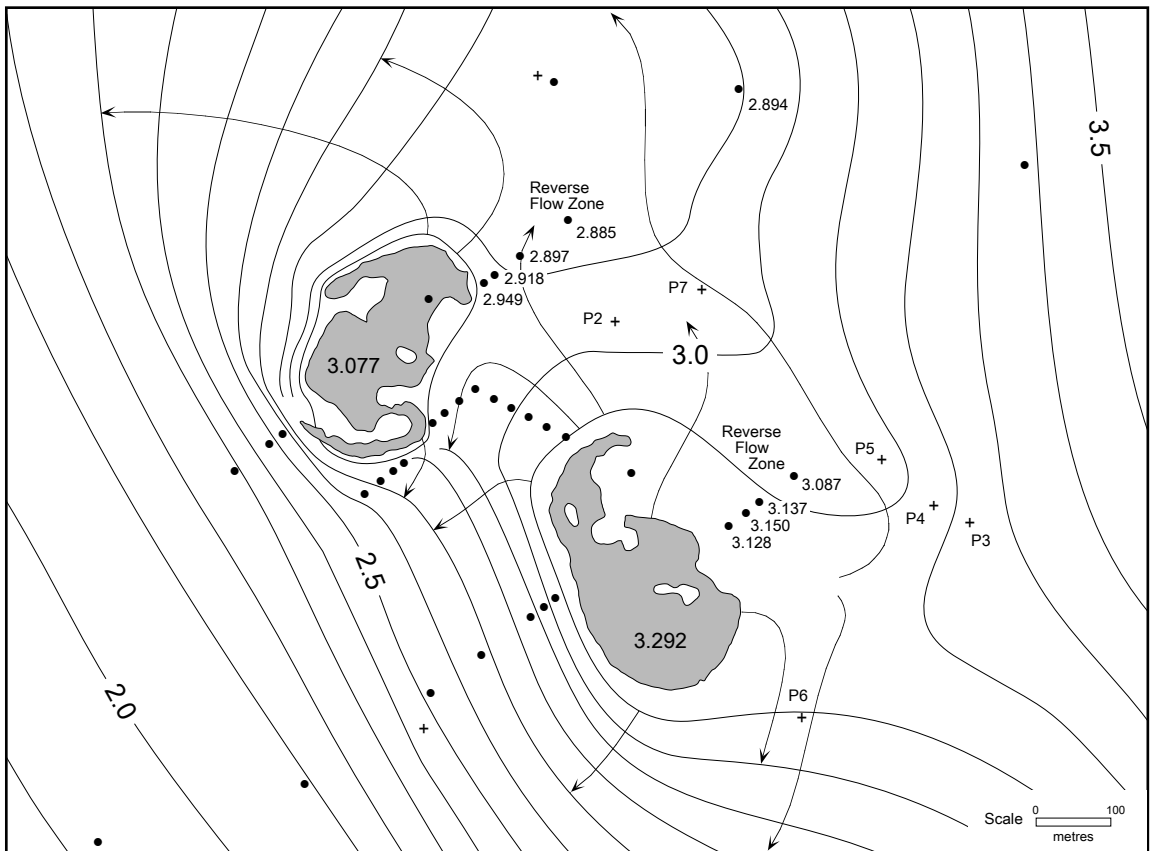 2.894
3.5
Reverse
Flow Zone
2.885
2.897
2.918
2.949
P7
P2
3.0
3.077
Reverse
Flow
Zone
P5
3.087
3.137
P4
3.150
P3
3.128
2.5
3.292
2.0
P6
Scale 0 100
metres